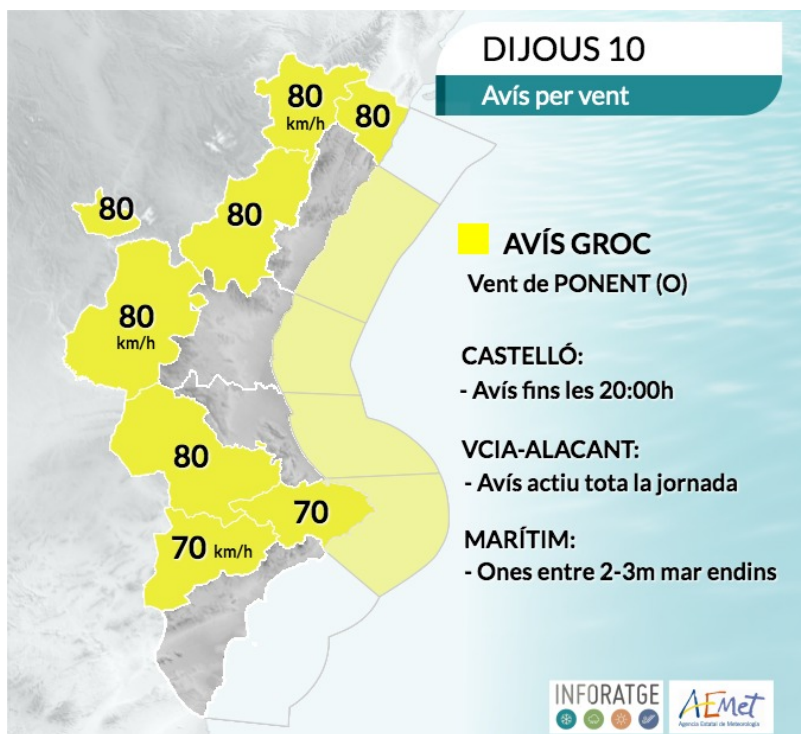 DIJOUS 10
Avís per vent
80
km/h
80
80
80
80
km/h
80
70
70 km/h
AVÍS GROC
Vent de PONENT (O)
CASTELLÓ:
- Avís fins les 20:00h
VCIA-ALACANT:
- Avís actiu tota la jornada
MARÍTIM:
- Ones entre 2-3m mar endins
INFORATGE
AEMet
Agencia Estatal de Meteorología